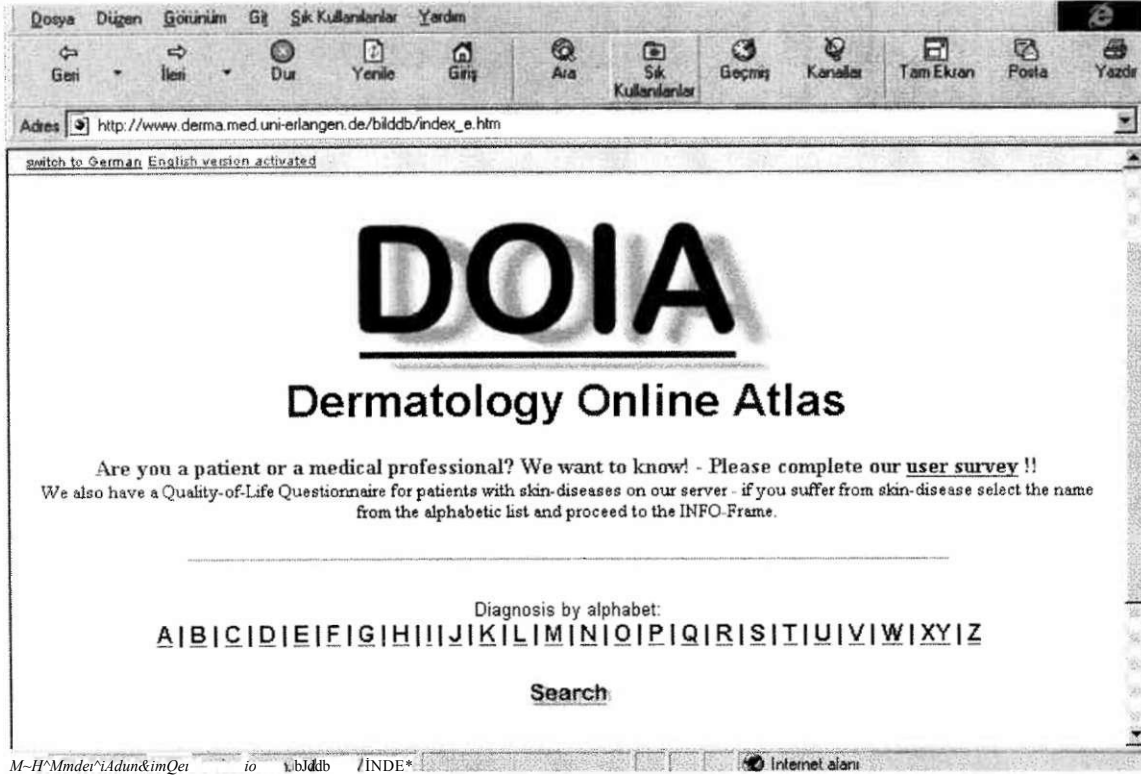 Dosya Düzen Görünüm Git Sık Kullanılanlar Yardım
Geri İleri Dur Yenile Giriş Ara Sık Kullanılanlar Geçmiş Kanallar Tam Ekran Posta Yazdır
Adres http://www.derma.med.uni-erlangen.de/bilddb/index_e.htm
switch to German English version activated
DOIA
Dermatology Online Atlas
Are you a patient or a medical professional? We want to know! - Please complete our user survey !!
We also have a Quality-of-Life Questionnaire for patients with skin-diseases on our server - if you suffer from skin-disease select the name
from the alphabetic list and proceed to the INFO-Frame.
Diagnosis by alphabet:
A | B | C | D | E | F | G | H | I | J | K | L | M | N | O | P | Q | R | S | T | U | V | W | XY | Z
Search
Internet alanı